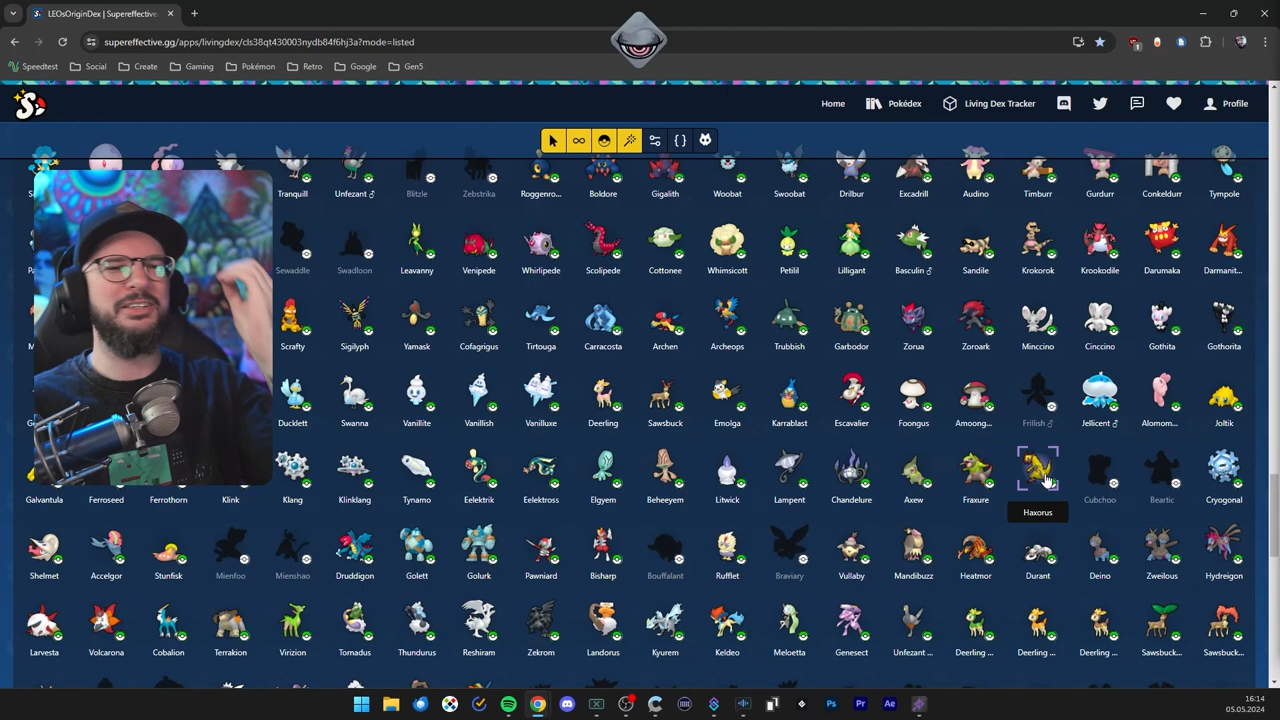 LEOsOriginDex | Supereffective.
supereffective.gg/apps/livingdex/cls38qt430003nydb84f6hj3a?mode=listed
Speedtest Social Create Gaming Pokémon Retro Google Gen5
Home Pokédex Living Dex Tracker Profile
Tranquill Unfezant ♂ Blitzle Zebstrika Roggenro... Boldore Gigalith Woobat Swoobat Drilbur Excadrill Audino Timburr Gurdurr Conkeldurr Tympole
Sewaddle Swadloon Leavanny Venipede Whirlipede Scolipede Cottonee Whimsicott Petilil Lilligant Basculin ♂ Sandile Krokorok Krookodile Darumaka Darmanit...
Scrafty Sigilyph Yamask Cofagrigus Tirtouga Carracosta Archen Archeops Trubbish Garbodor Zorua Zoroark Minccino Cinccino Gothita Gothorita
Ducklett Swanna Vanillite Vanillish Vanilluxe Deerling Sawsbuck Emolga Karrablast Escavalier Foongus Amoong... Frillish ♂ Jellicent ♂ Alomom... Joltik
Galvantula Ferroseed Ferrothorn Klink Klang Klinklang Tynamo Eelektrik Eelektross Elgyem Beheeyem Litwick Lampent Chandelure Axew Fraxure Cubchoo Beartic Cryogonal
Haxorus
Shelmet Accelgor Stunfisk Mienfoo Mienshao Druddigon Golett Golurk Pawniard Bisharp Bouffalant Rufflet Braviary Vullaby Mandibuzz Heatmor Durant Deino Zweilous Hydreigon
Larvesta Volcarona Cobalion Terrakion Virizion Tornadus Thundurus Reshiram Zekrom Landorus Kyurem Keldeo Meloetta Genesect Unfezant ... Deerling ... Deerling ... Deerling ... Sawsbuck... Sawsbuck...
16:14
05.05.2024